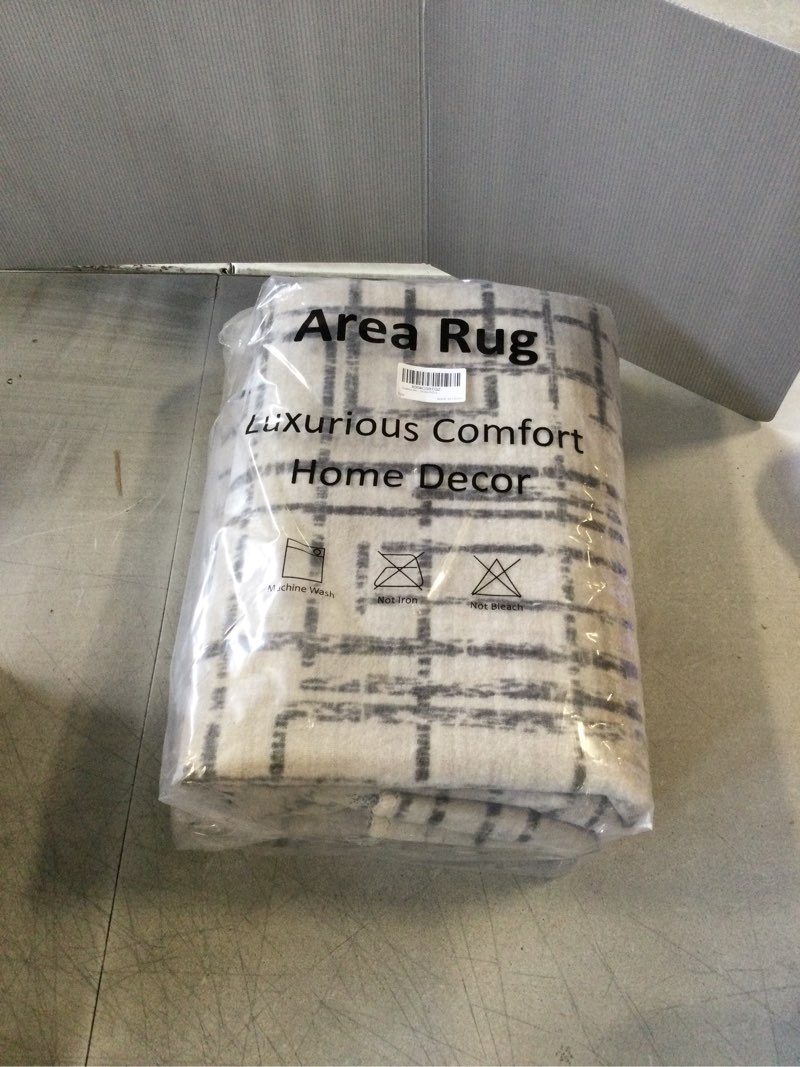 Area Rug
Luxurious Comfort
Home Decor
Machine Wash
Not Iron
Not Bleach